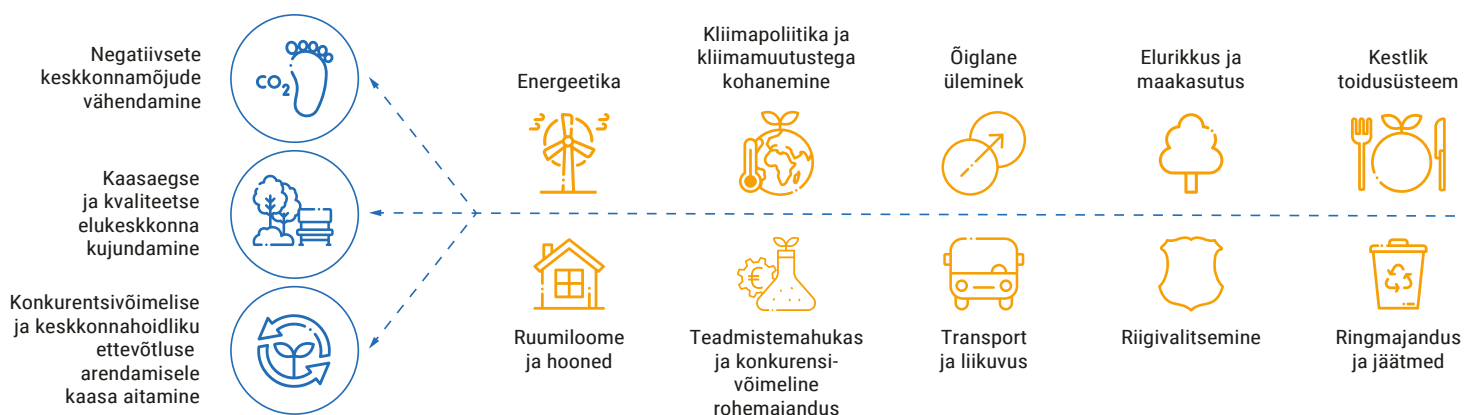 Negatiivsete
keskkonnamõjude
vähendamine
CO2
Kaasaegse
ja kvaliteetse
elukeskkonna
kujundamine
Konkurentsivõimelise
ja keskkonnahoidliku
ettevõtluse
arendamisele
kaasa aitamine
Energeetika
Kliimapoliitika ja
kliimamuutustega
kohanemine
Õiglane
üleminek
Elurikkus ja
maakasutus
Kestlik
toidusüsteem
Ruumiloome
ja hooned
€
Teadmistemahukas
ja konkurensi-
võimeline
rohemajandus
Transport
ja liikuvus
Riigivalitsemine
Ringmajandus
ja jäätmed